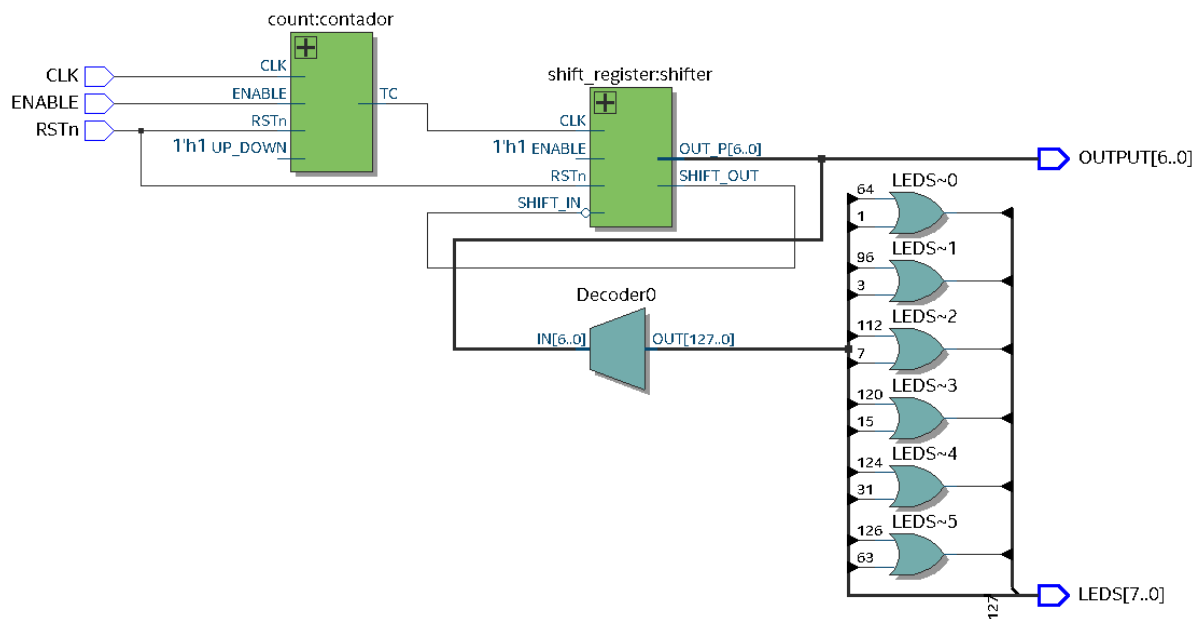 count:contador
CLK
ENABLE
RSTn
CLK
ENABLE
RSTn
1'h1 UP_DOWN
TC
shift_register:shifter
CLK
1'h1 ENABLE
RSTn
SHIFT_IN
OUT_P[6..0]
SHIFT_OUT
OUTPUT[6..0]
Decoder0
IN[6..0]
OUT[127..0]
LEDS~0
64
1
LEDS~1
96
3
LEDS~2
112
7
LEDS~3
120
15
LEDS~4
124
31
LEDS~5
126
63
127
LEDS[7..0]